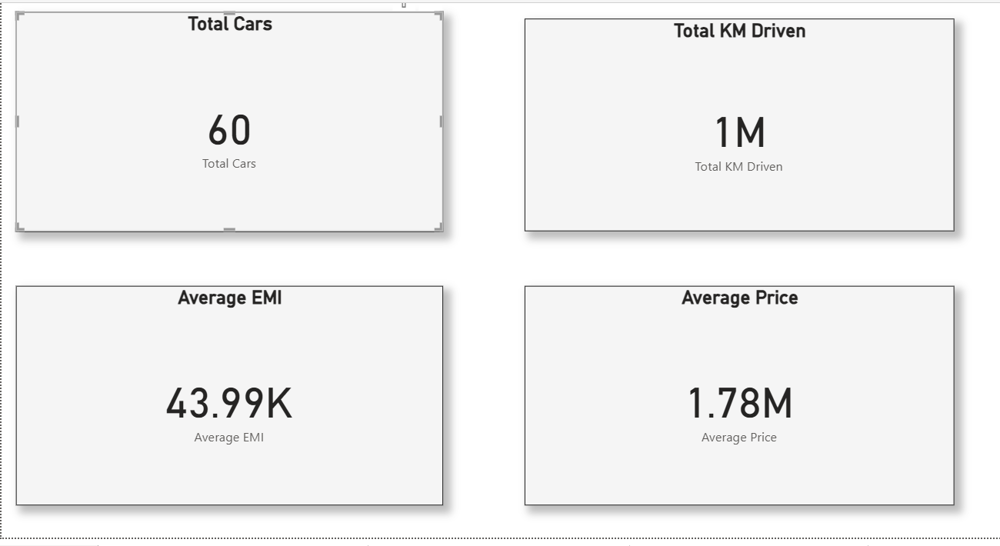 Total Cars
60
Total Cars
Total KM Driven
1M
Total KM Driven
Average EMI
43.99K
Average EMI
Average Price
1.78M
Average Price